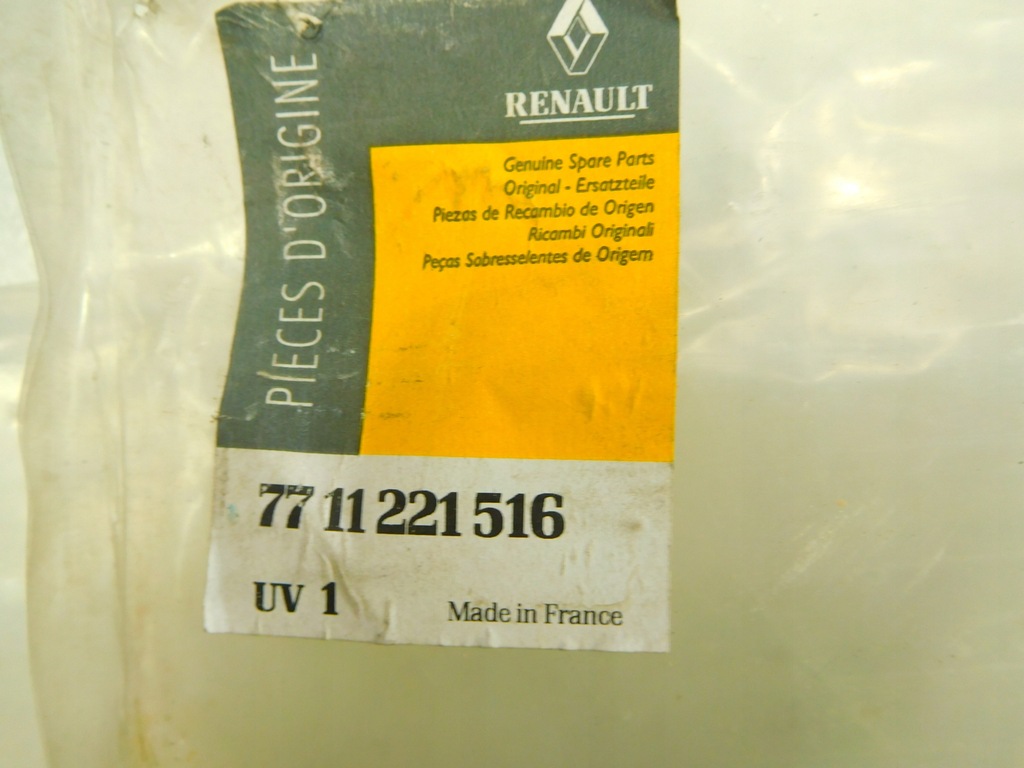 RENAULT
PIECES D'ORIGINE
Genuine Spare Parts
Original - Ersatzteile
Piezas de Recambio de Origen
Ricambi Originali
Peças Sobresselentes de Origem
77 11 221 516
UV 1
Made in France